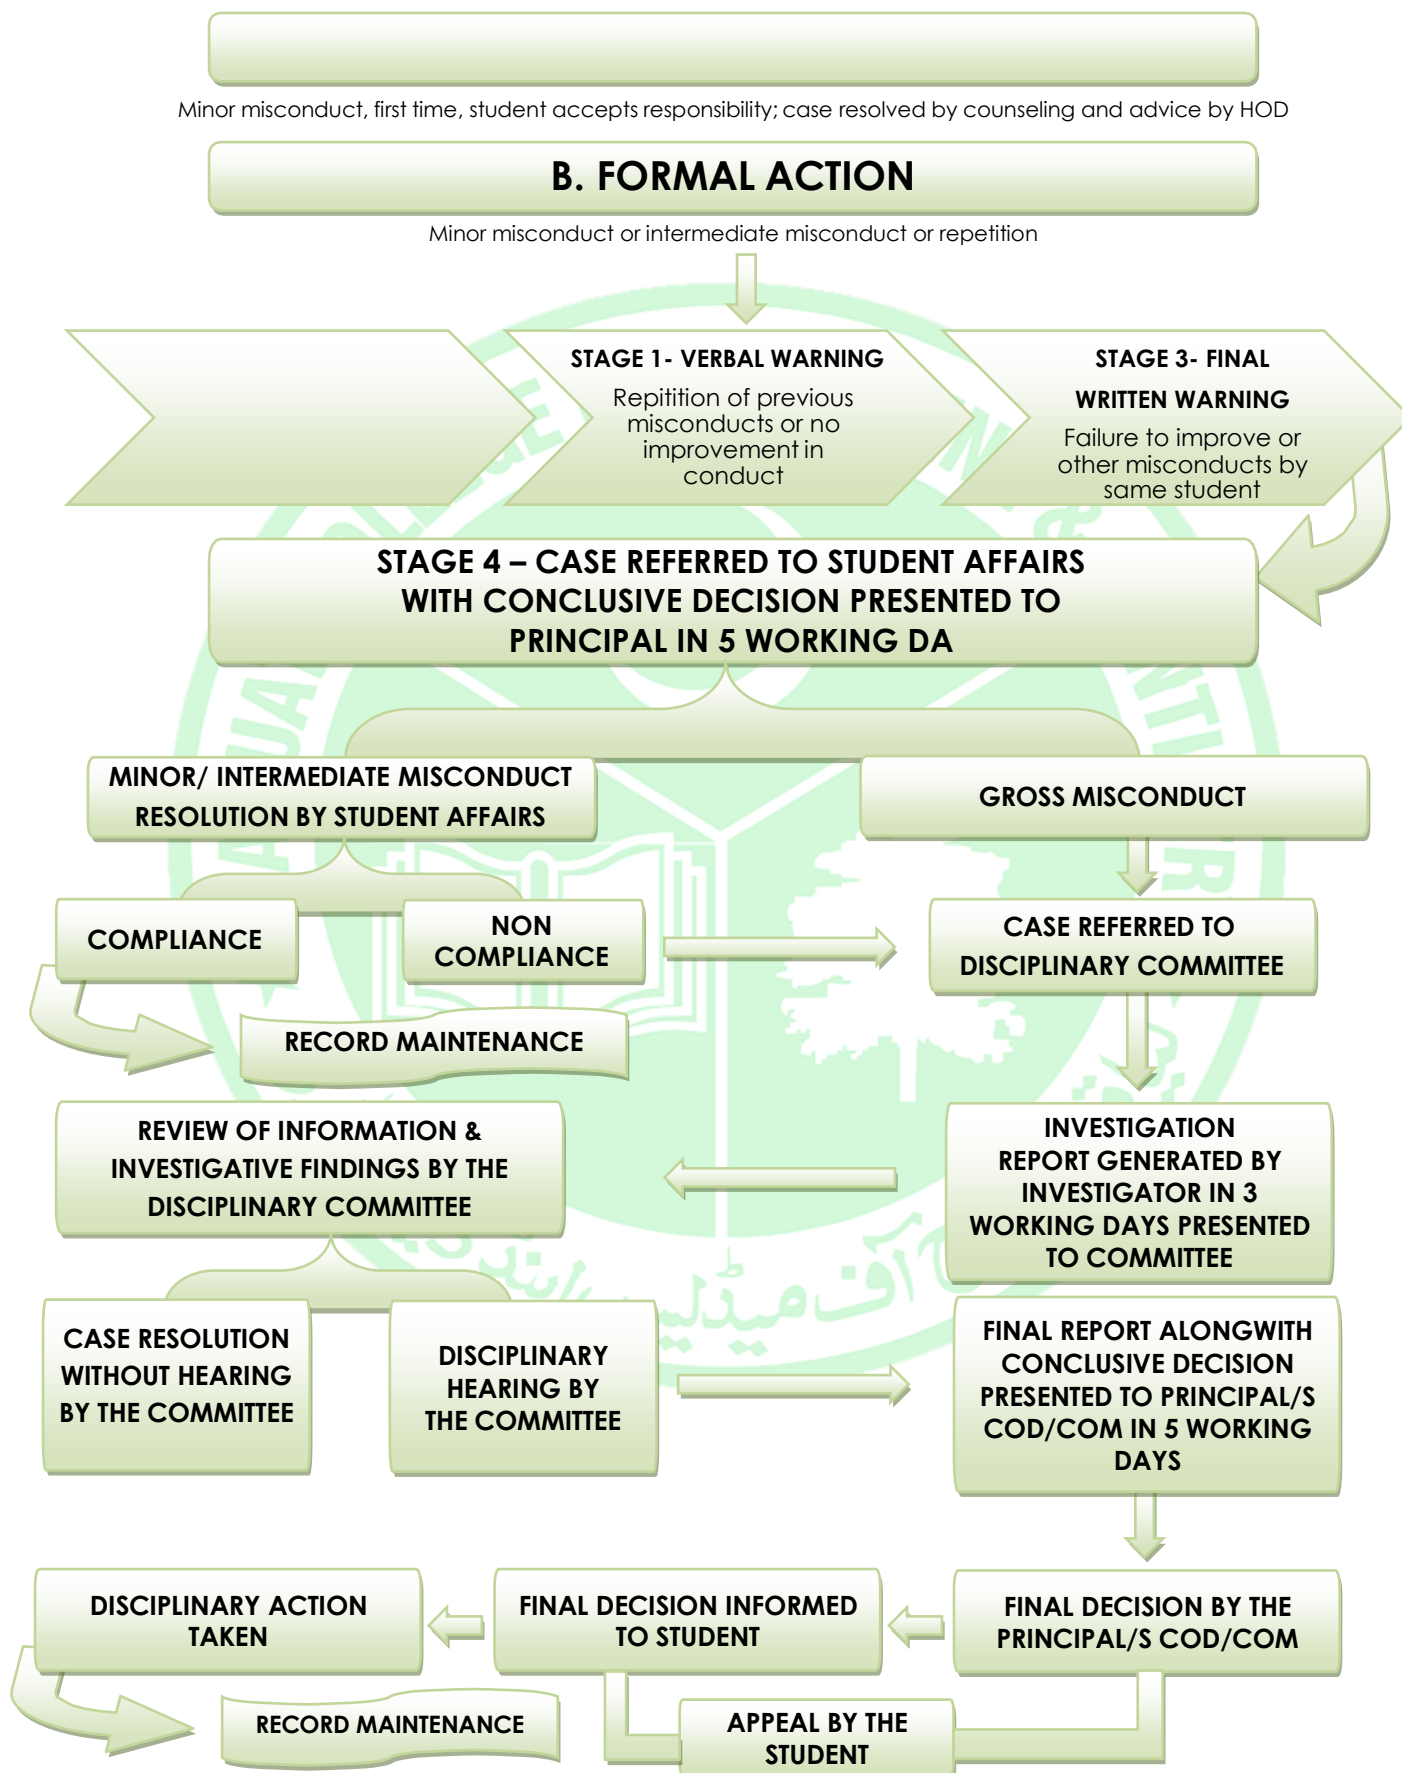 Minor misconduct, first time, student accepts responsibility; case resolved by counseling and advice by HOD
B. FORMAL ACTION
Minor misconduct or intermediate misconduct or repetition
STAGE 1- VERBAL WARNING
Repitition of previous
misconducts or no
improvement in
conduct
STAGE 3- FINAL
WRITTEN WARNING
Failure to improve or
other misconducts by
same student
STAGE 4 – CASE REFERRED TO STUDENT AFFAIRS
WITH CONCLUSIVE DECISION PRESENTED TO
PRINCIPAL IN 5 WORKING DA
MINOR/ INTERMEDIATE MISCONDUCT
RESOLUTION BY STUDENT AFFAIRS
GROSS MISCONDUCT
COMPLIANCE
NON
COMPLIANCE
CASE REFERRED TO
DISCIPLINARY COMMITTEE
RECORD MAINTENANCE
REVIEW OF INFORMATION &
INVESTIGATIVE FINDINGS BY THE
DISCIPLINARY COMMITTEE
INVESTIGATION
REPORT GENERATED BY
INVESTIGATOR IN 3
WORKING DAYS PRESENTED
TO COMMITTEE
CASE RESOLUTION
WITHOUT HEARING
BY THE COMMITTEE
DISCIPLINARY
HEARING BY
THE COMMITTEE
FINAL REPORT ALONGWITH
CONCLUSIVE DECISION
PRESENTED TO PRINCIPAL/S
COD/COM IN 5 WORKING
DAYS
DISCIPLINARY ACTION
TAKEN
FINAL DECISION INFORMED
TO STUDENT
FINAL DECISION BY THE
PRINCIPAL/S COD/COM
RECORD MAINTENANCE
APPEAL BY THE
STUDENT
آف میڈیسن اینڈ